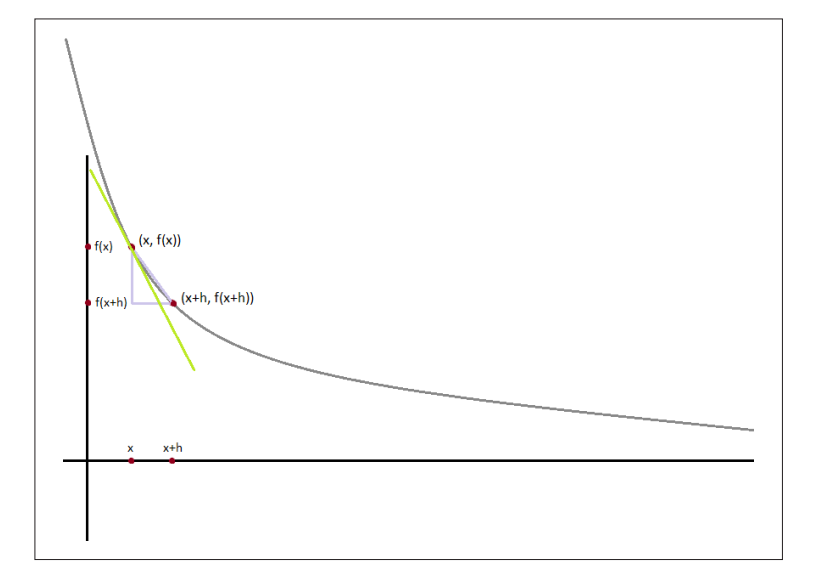 f(x)
(x, f(x))
f(x+h)
(x+h, f(x+h))
x
x+h